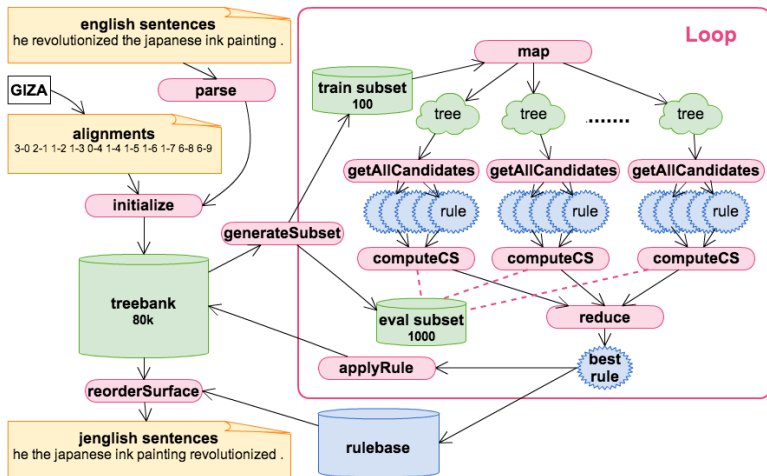 english sentences
he revolutionized the japanese ink painting .
GIZA
parse
alignments
3-0 2-1 1-2 1-3 0-4 1-4 1-5 1-6 1-7 6-8 6-9
initialize
generateSubset
treebank
80k
reorderSurface
jenglish sentences
he the japanese ink painting revolutionized .
Loop
map
train subset
100
tree
tree
.......
tree
getAllCandidates
getAllCandidates
getAllCandidates
rule
rule
rule
computeCS
computeCS
computeCS
eval subset
1000
reduce
applyRule
best
rule
rulebase